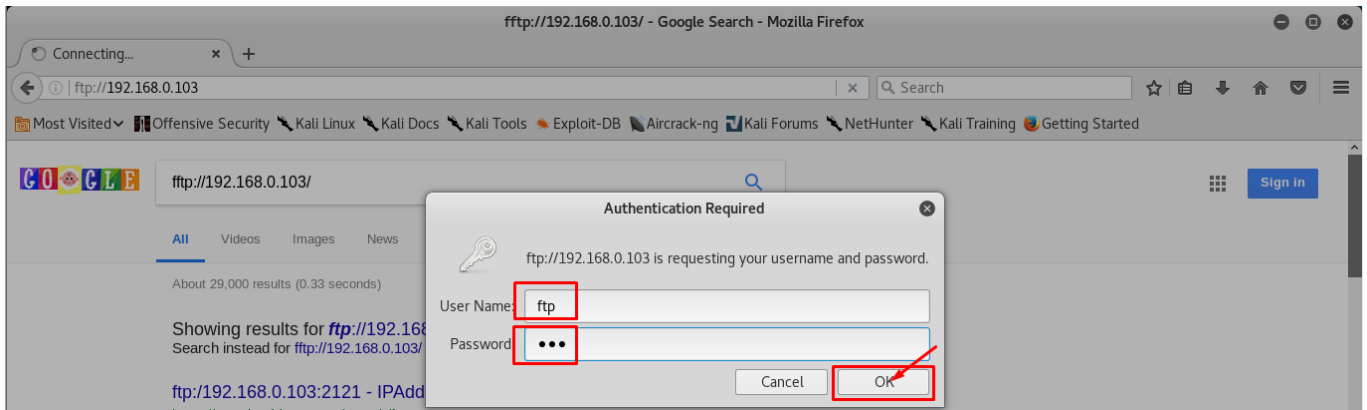 fftp://192.168.0.103/ - Google Search - Mozilla Firefox
Connecting...
ftp://192.168.0.103
Search
Most Visited
Offensive Security
Kali Linux
Kali Docs
Kali Tools
Exploit-DB
Aircrack-ng
Kali Forums
NetHunter
Kali Training
Getting Started
GOOGLE
fftp://192.168.0.103/
Sign in
All
Videos
Images
News
About 29,000 results (0.33 seconds)
Showing results for ftp://192.168
Search instead for fftp://192.168.0.103/
ftp:/192.168.0.103:2121 - IPAdd
Authentication Required
ftp://192.168.0.103 is requesting your username and password.
User Name:
ftp
Password
•••
Cancel
OK